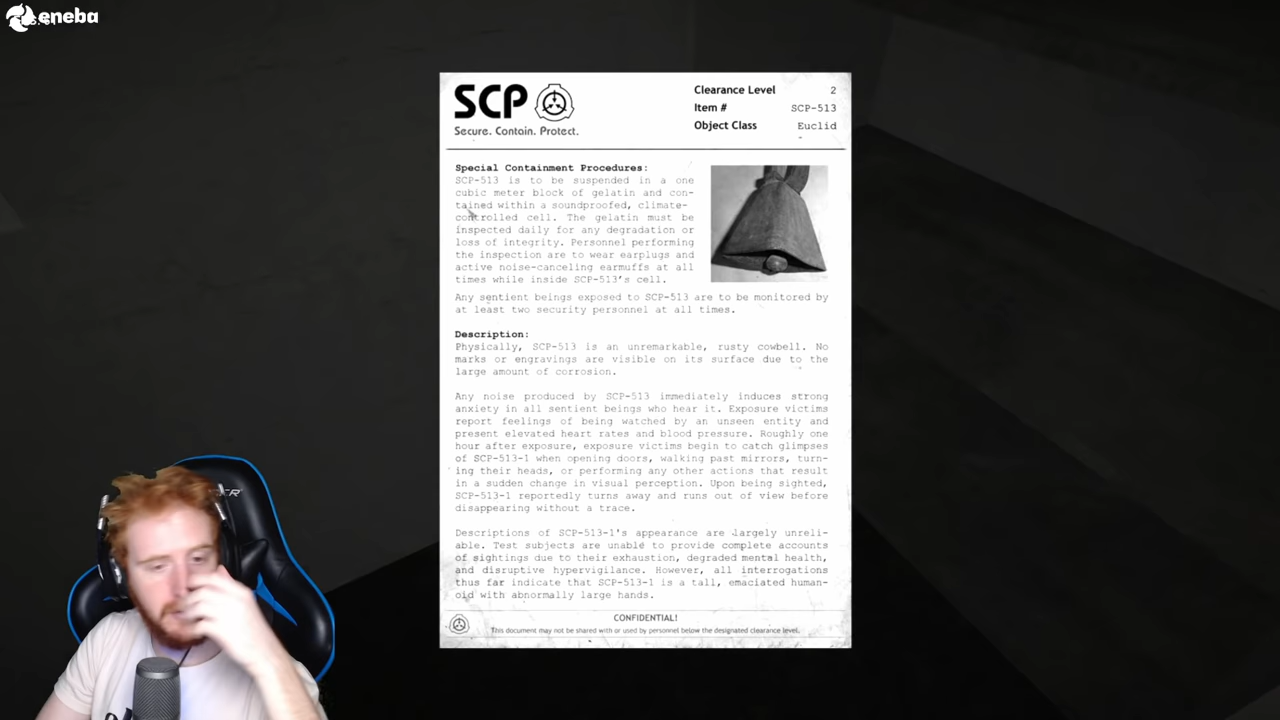 eneba
SCP
Secure. Contain. Protect.
Clearance Level 2
Item # SCP-513
Object Class Euclid
Special Containment Procedures:
SCP-513 is to be suspended in a one
cubic meter block of gelatin and con-
tained within a soundproofed, climate-
controlled cell. The gelatin must be
inspected daily for any degradation or
loss of integrity. Personnel performing
the inspection are to wear earplugs and
active noise-canceling earmuffs at all
times while inside SCP-513's cell.
Any sentient beings exposed to SCP-513 are to be monitored by
at least two security personnel at all times.
Description:
Physically, SCP-513 is an unremarkable, rusty cowbell. No
marks or engravings are visible on its surface due to the
large amount of corrosion.
Any noise produced by SCP-513 immediately induces strong
anxiety in all sentient beings who hear it. Exposure victims
report feelings of being watched by an unseen entity and
present elevated heart rates and blood pressure. Roughly one
hour after exposure, exposure victims begin to catch glimpses
of SCP-513-1 when opening doors, walking past mirrors, turn-
ing their heads, or performing any other actions that result
in a sudden change in visual perception. Upon being sighted,
SCP-513-1 reportedly turns away and runs out of view before
disappearing without a trace.
Descriptions of SCP-513-1's appearance are largely unreli-
able. Test subjects are unable to provide complete accounts
of sightings due to their exhaustion, degraded mental health,
and disruptive hypervigilance. However, all interrogations
thus far indicate that SCP-513-1 is a tall, emaciated human-
oid with abnormally large hands.
CONFIDENTIAL!
This document may not be shared with or used by personnel below the designated clearance level.